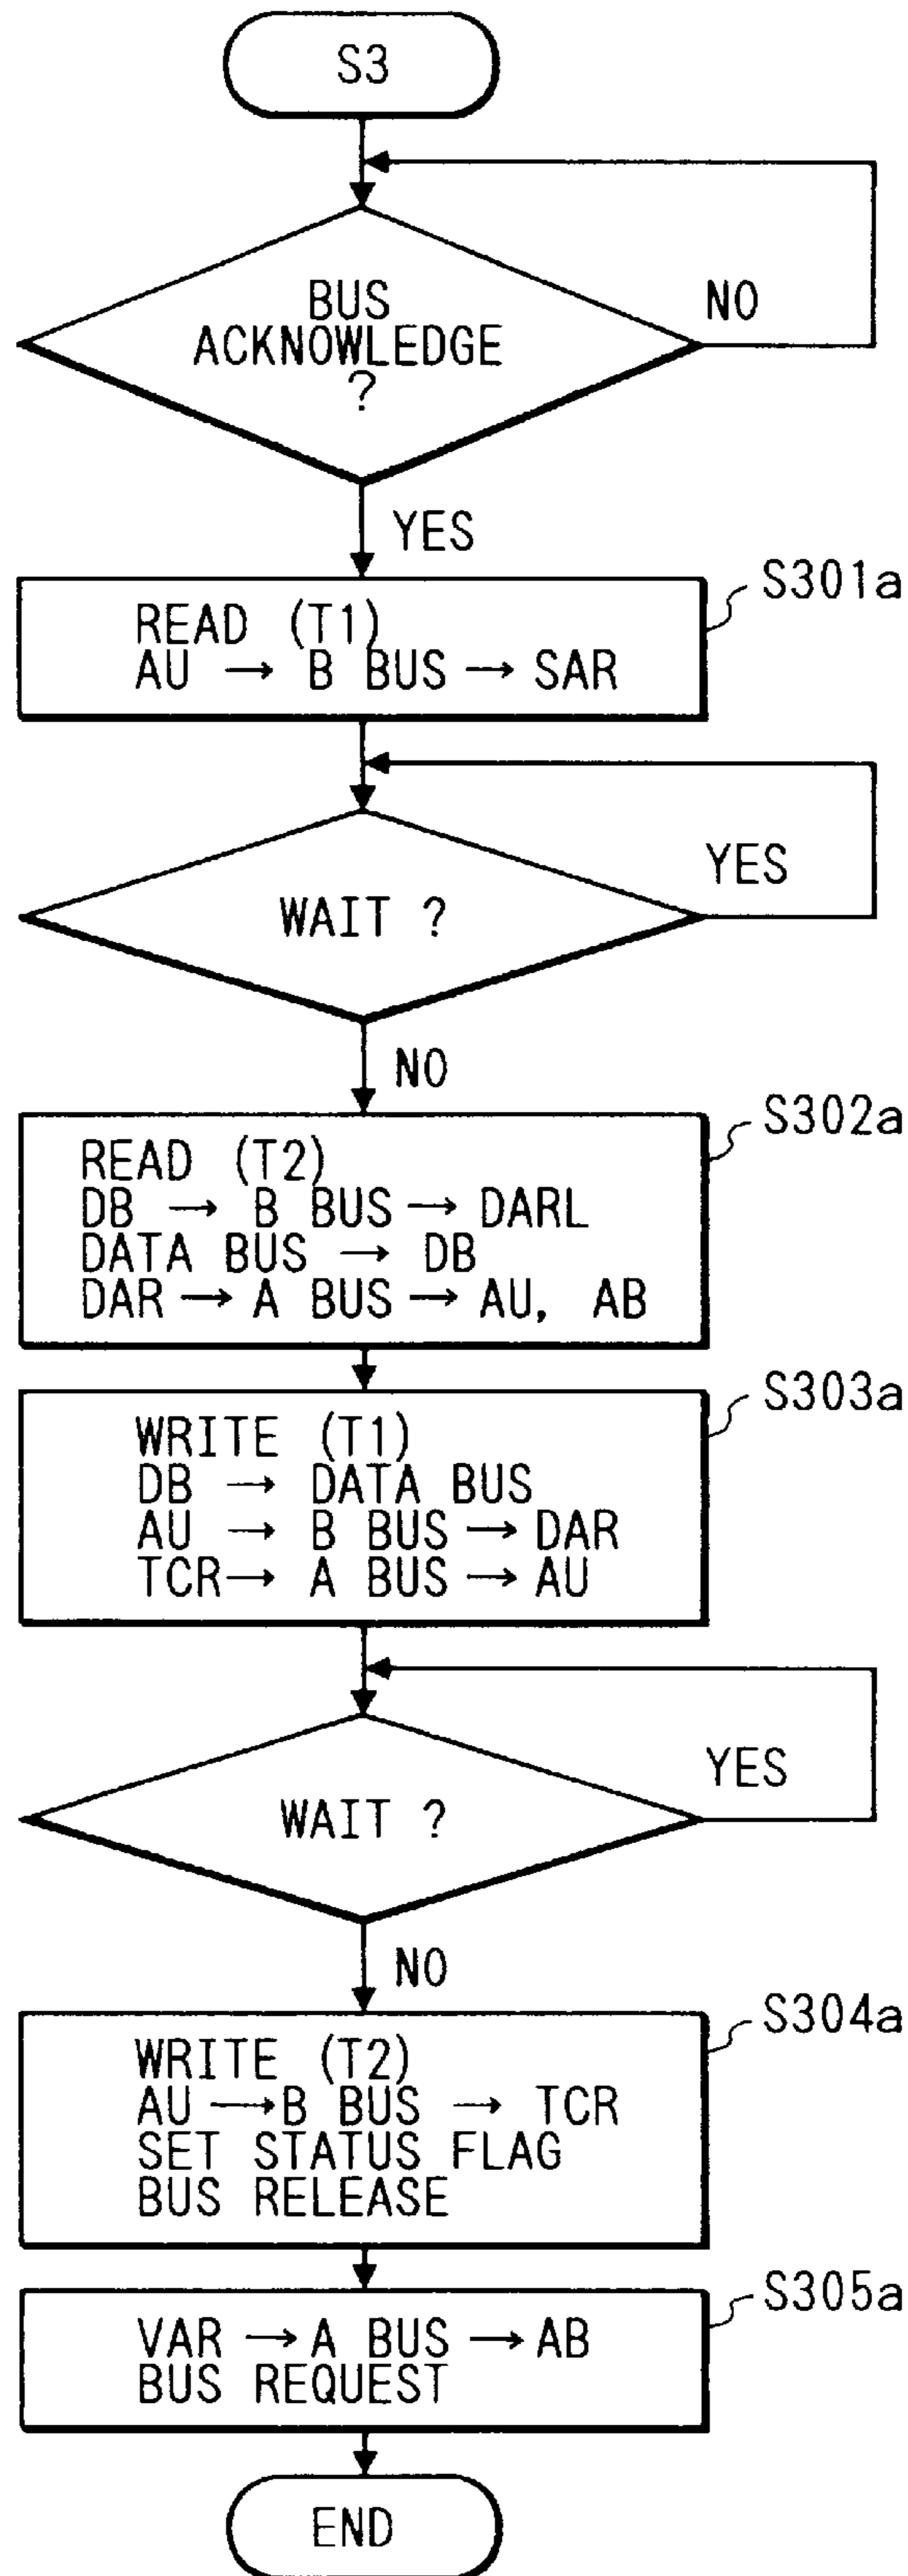 S3
BUS
ACKNOWLEDGE
?
NO
YES
S301a
READ (T1)
AU → B BUS → SAR
YES
WAIT ?
NO
S302a
READ (T2)
DB → B BUS → DARL
DATA BUS → DB
DAR → A BUS → AU, AB
S303a
WRITE (T1)
DB → DATA BUS
AU → B BUS → DAR
TCR → A BUS → AU
YES
WAIT ?
NO
S304a
WRITE (T2)
AU → B BUS → TCR
SET STATUS FLAG
BUS RELEASE
S305a
VAR → A BUS → AB
BUS REQUEST
END